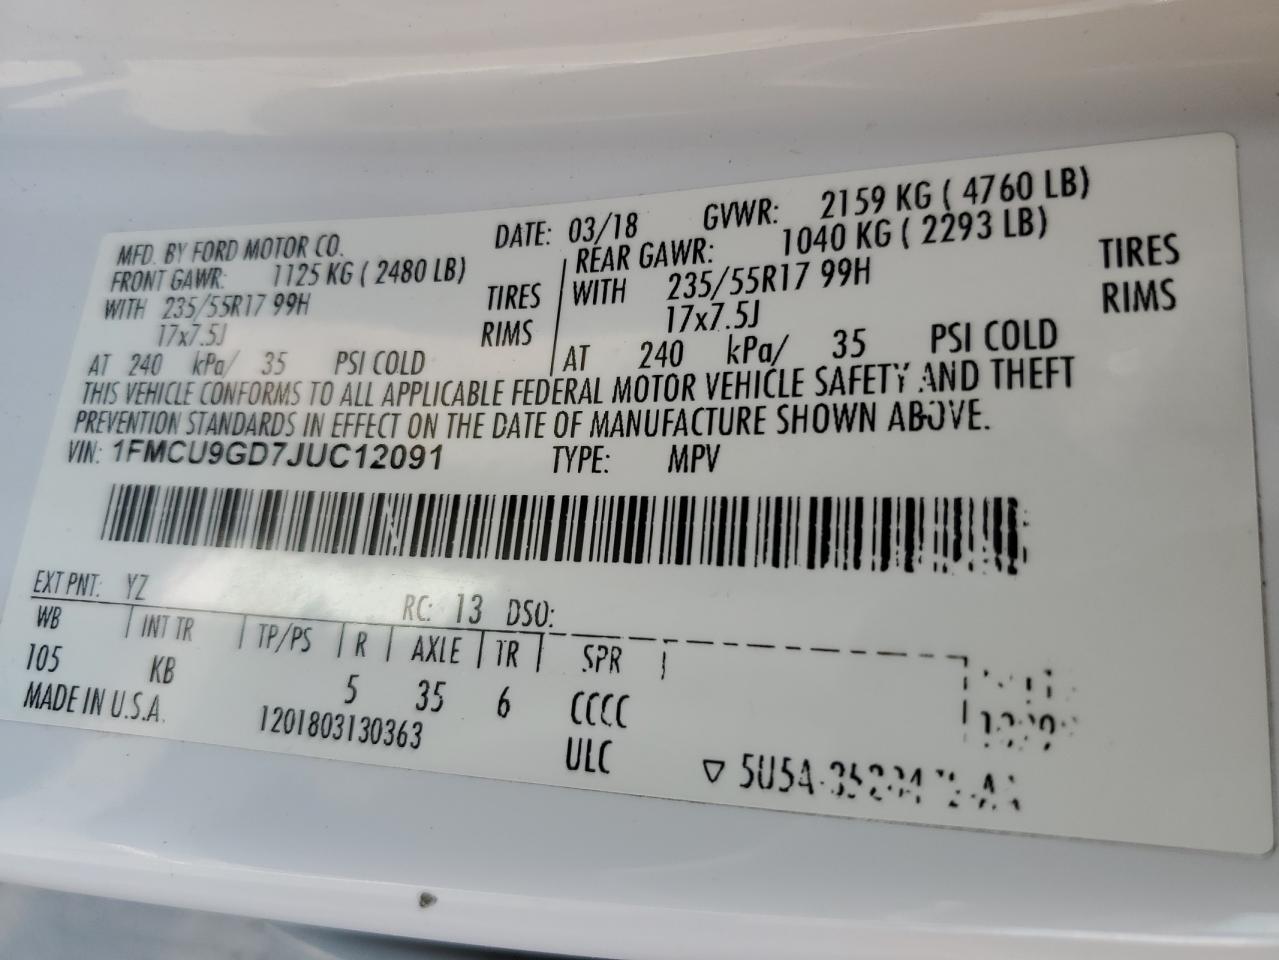 MFD. BY FORD MOTOR CO. DATE: 03/18 GVWR: 2159 KG ( 4760 LB)
FRONT GAWR: 1125 KG ( 2480 LB) REAR GAWR: 1040 KG ( 2293 LB)
WITH 235/55R17 99H TIRES WITH 235/55R17 99H TIRES
17x7.5J RIMS 17x7.5J RIMS
AT 240 kPa/ 35 PSI COLD AT 240 kPa/ 35 PSI COLD
THIS VEHICLE CONFORMS TO ALL APPLICABLE FEDERAL MOTOR VEHICLE SAFETY AND THEFT
PREVENTION STANDARDS IN EFFECT ON THE DATE OF MANUFACTURE SHOWN ABOVE.
VIN: 1FMCU9GD7JUC12091 TYPE: MPV
EXT PNT: YZ RC: 13 DSO:
WB INT TR TP/PS R AXLE TR SPR
105 KB 5 35 6 CCCC
MADE IN U.S.A. 1201803130363 ULC